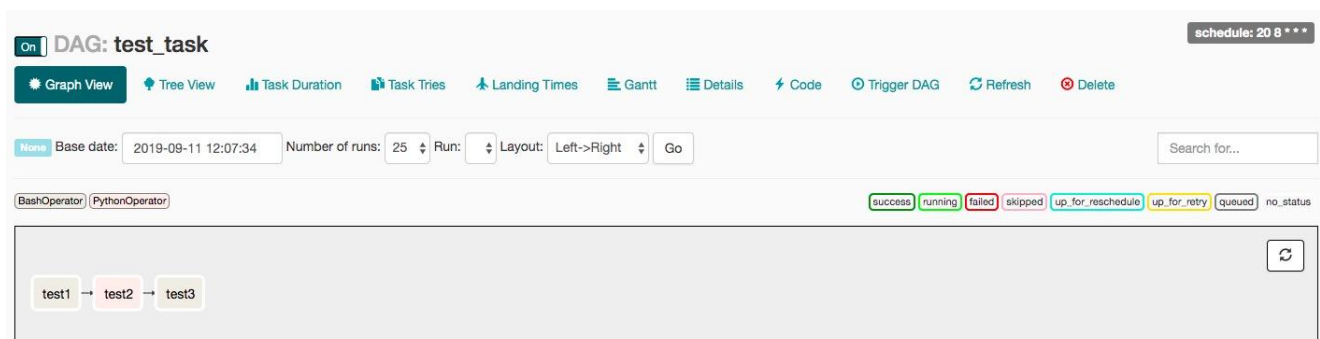 schedule: 20 8 * * *
On DAG: test_task
Graph View Tree View Task Duration Task Tries Landing Times Gantt Details Code Trigger DAG Refresh Delete
None Base date: 2019-09-11 12:07:34 Number of runs: 25 Run: Layout: Left->Right Go Search for...
BashOperator PythonOperator success running failed skipped up_for_reschedule up_for_retry queued no_status
test1 → test2 → test3